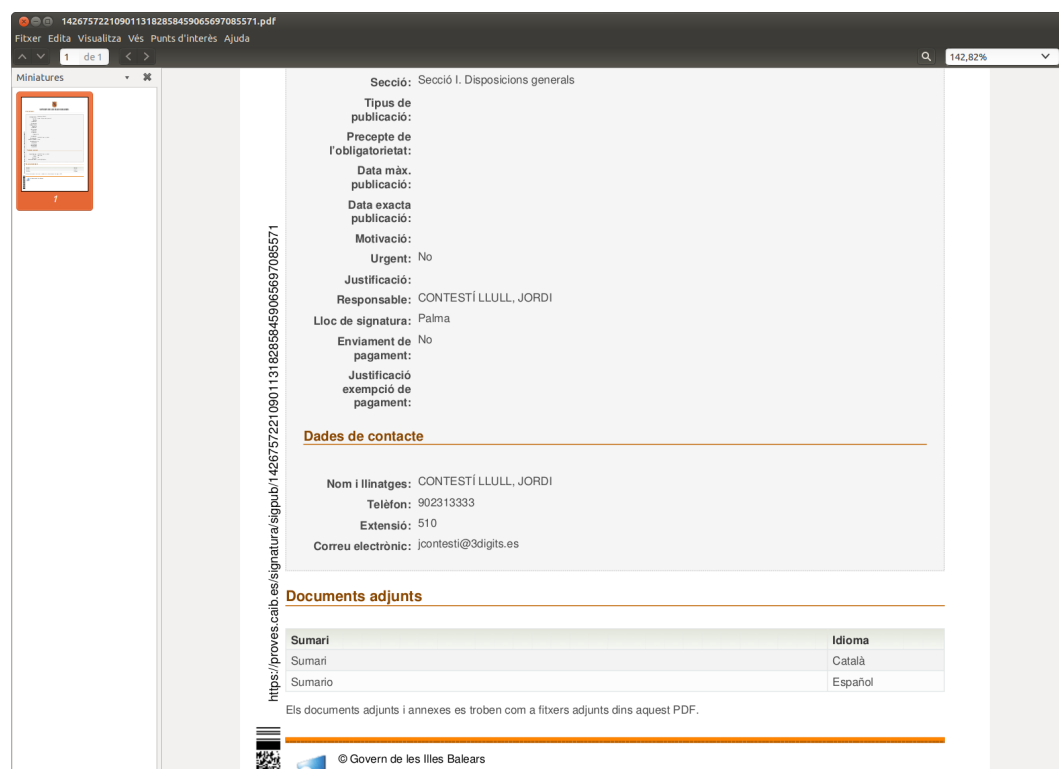 14267572210901131828584590656970855​71.pdf
Fitxer Edita Visualitza Vés Punts d'interès Ajuda
1 de 1
142,82%
Miniatures
1
Secció: Secció I. Disposicions generals
Tipus de
publicació:
Precepte de
l'obligatorietat:
Data màx.
publicació:
Data exacta
publicació:
Motivació:
Urgent: No
Justificació:
Responsable: CONTESTÍ LLULL, JORDI
Lloc de signatura: Palma
Enviament de No
pagament:
Justificació
exempció de
pagament:
Dades de contacte
Nom i llinatges: CONTESTÍ LLULL, JORDI
Telèfon: 902313333
Extensió: 510
Correu electrònic: jcontesti@3digits.es
https://proves.caib.es/signatura/sigpub/1426757221090113182858459065697085571
Documents adjunts
Sumari Idioma
Sumari Català
Sumario Español
Els documents adjunts i annexes es troben com a fitxers adjunts dins aquest PDF.
© Govern de les Illes Balears